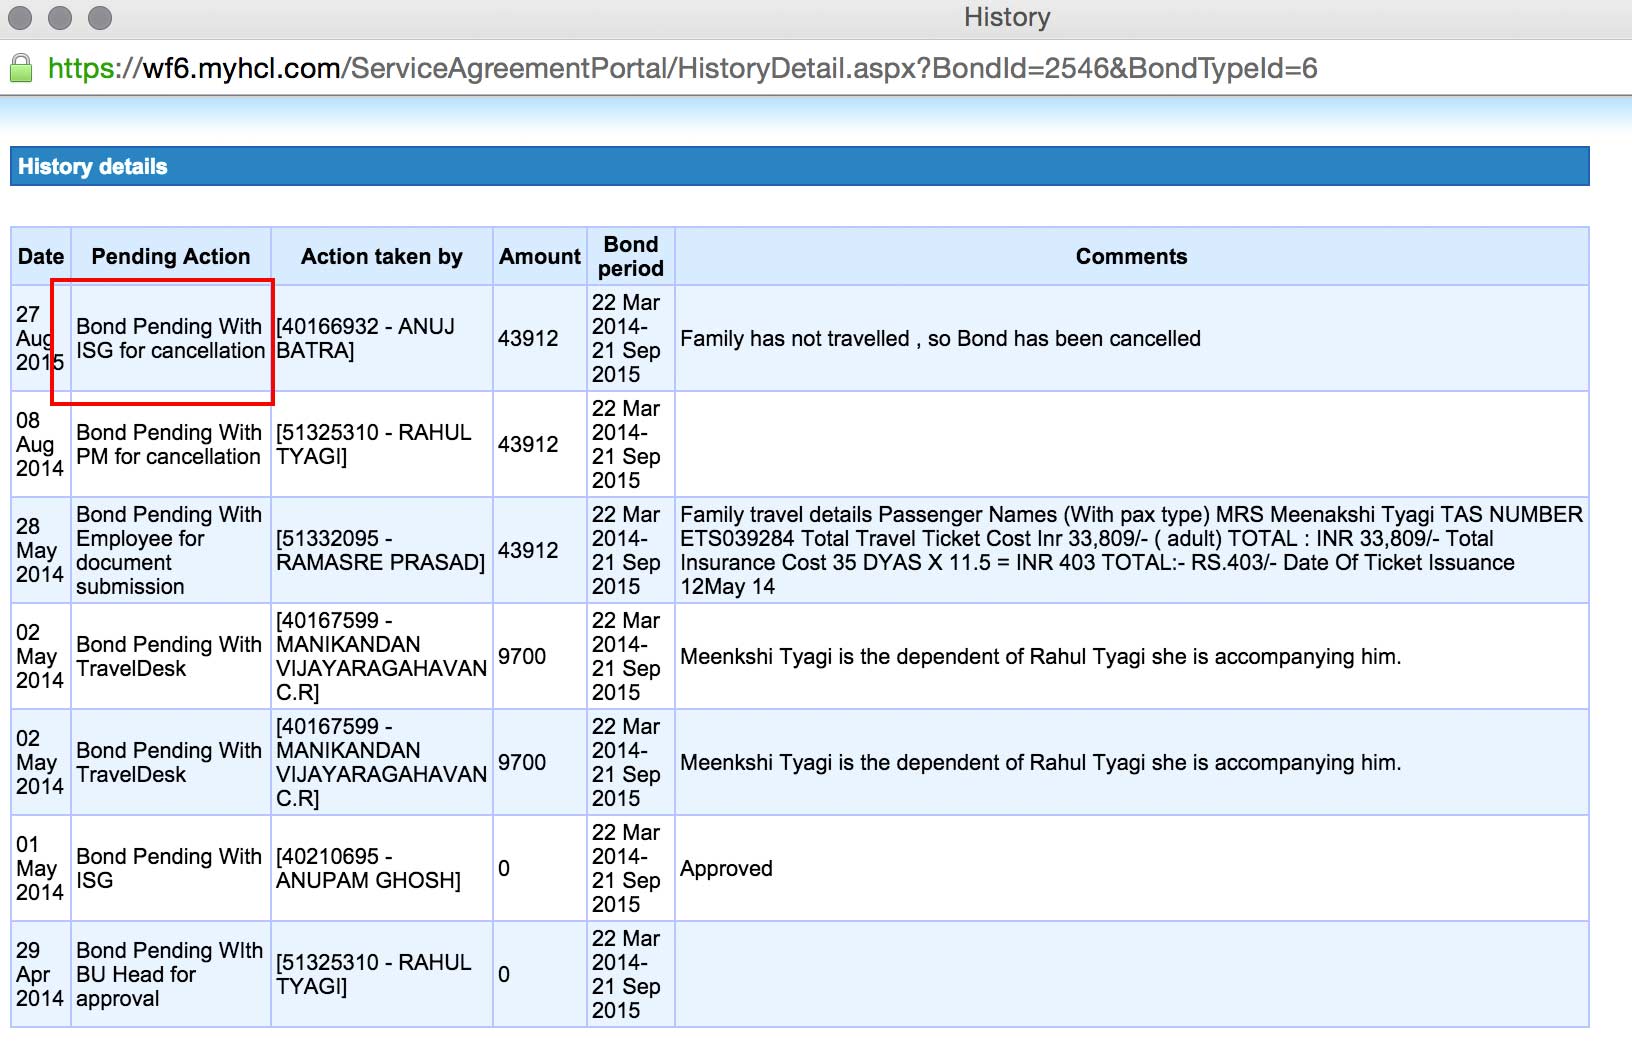 History
https://wf6.myhcl.com/ServiceAgreementPortal/HistoryDetail.aspx?BondId=2546&BondTypeId=6
History details
Date
Pending Action
Action taken by
Amount
Bond
period
Comments
27
Aug
2015
Bond Pending With
ISG for cancellation
[40166932 - ANUJ
BATRA]
43912
22 Mar
2014-
21 Sep
2015
Family has not travelled , so Bond has been cancelled
08
Aug
2014
Bond Pending With
PM for cancellation
[51325310 - RAHUL
TYAGI]
43912
22 Mar
2014-
21 Sep
2015
28
May
2014
Bond Pending With
Employee for
document
submission
[51332095 -
RAMASRE PRASAD]
43912
22 Mar
2014-
21 Sep
2015
Family travel details Passenger Names (With pax type) MRS Meenakshi Tyagi TAS NUMBER
ETS039284 Total Travel Ticket Cost Inr 33,809/- ( adult) TOTAL : INR 33,809/- Total
Insurance Cost 35 DYAS X 11.5 = INR 403 TOTAL:- RS.403/- Date Of Ticket Issuance
12May 14
02
May
2014
Bond Pending With
TravelDesk
[40167599 -
MANIKANDAN
VIJAYARAGAHAVAN
C.R]
9700
22 Mar
2014-
21 Sep
2015
Meenkshi Tyagi is the dependent of Rahul Tyagi she is accompanying him.
02
May
2014
Bond Pending With
TravelDesk
[40167599 -
MANIKANDAN
VIJAYARAGAHAVAN
C.R]
9700
22 Mar
2014-
21 Sep
2015
Meenkshi Tyagi is the dependent of Rahul Tyagi she is accompanying him.
01
May
2014
Bond Pending With
ISG
[40210695 -
ANUPAM GHOSH]
0
22 Mar
2014-
21 Sep
2015
Approved
29
Apr
2014
Bond Pending WIth
BU Head for
approval
[51325310 - RAHUL
TYAGI]
0
22 Mar
2014-
21 Sep
2015